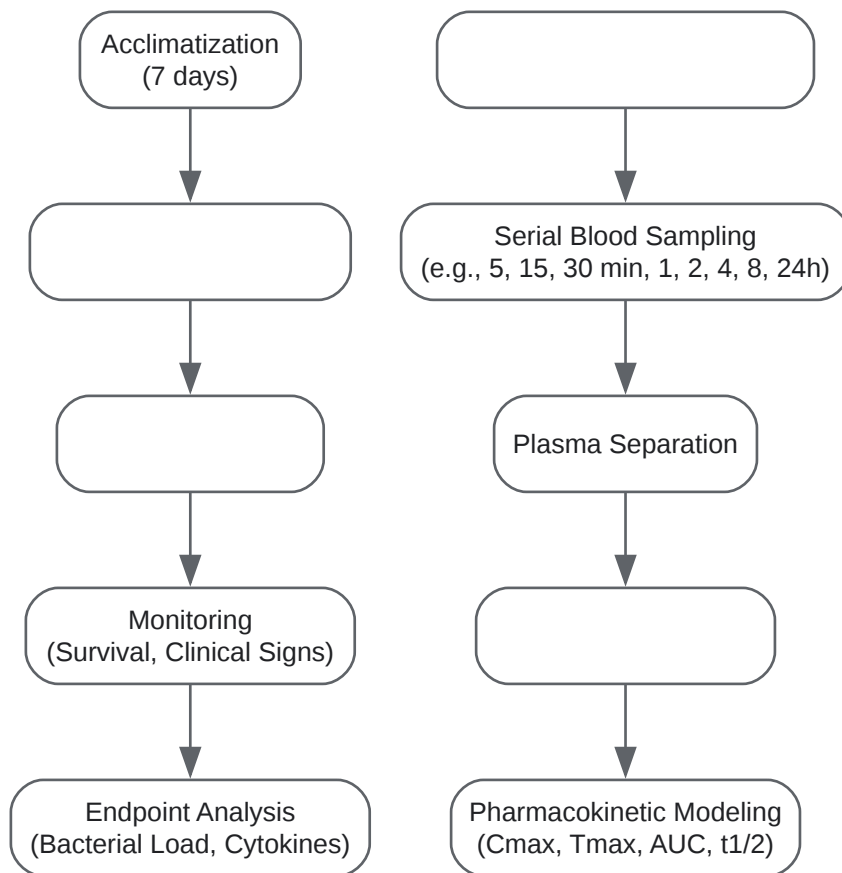 Acclimatization
(7 days)
Monitoring
(Survival, Clinical Signs)
Endpoint Analysis
(Bacterial Load, Cytokines)
Serial Blood Sampling
(e.g., 5, 15, 30 min, 1, 2, 4, 8, 24h)
Plasma Separation
Pharmacokinetic Modeling
(Cmax, Tmax, AUC, t1/2)